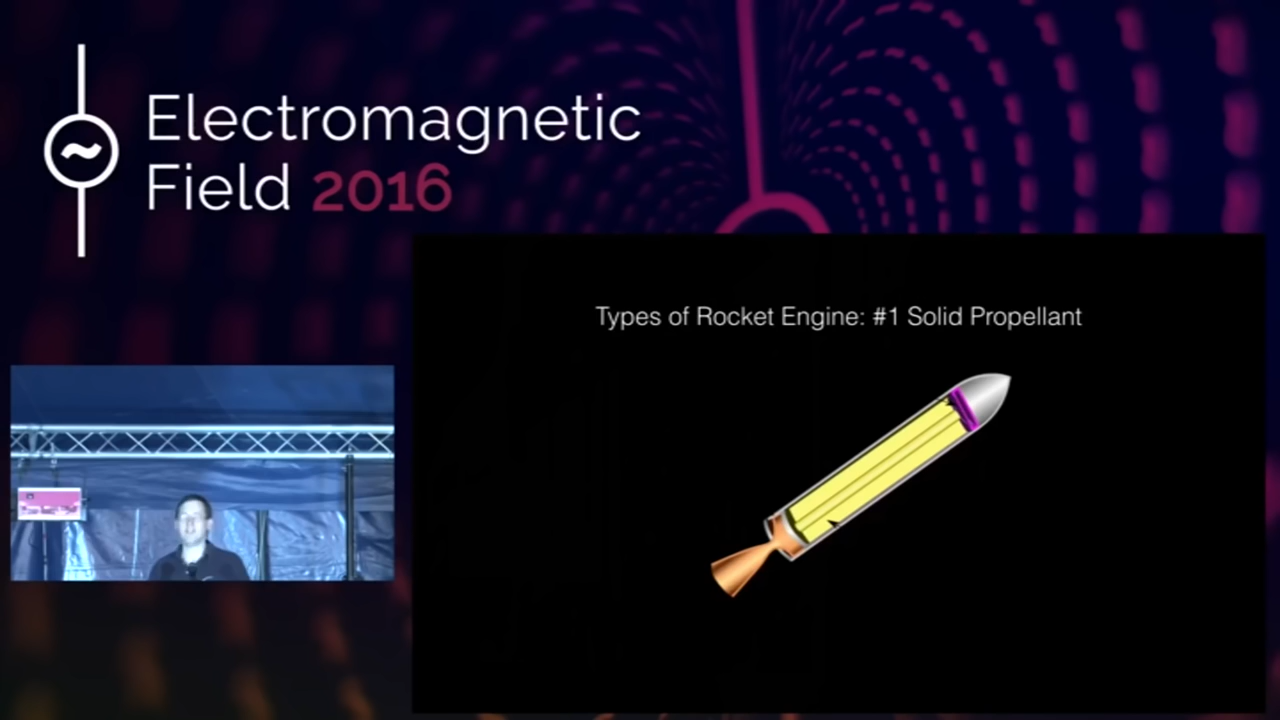 Electromagnetic
Field 2016
Types of Rocket Engine: #1 Solid Propellant